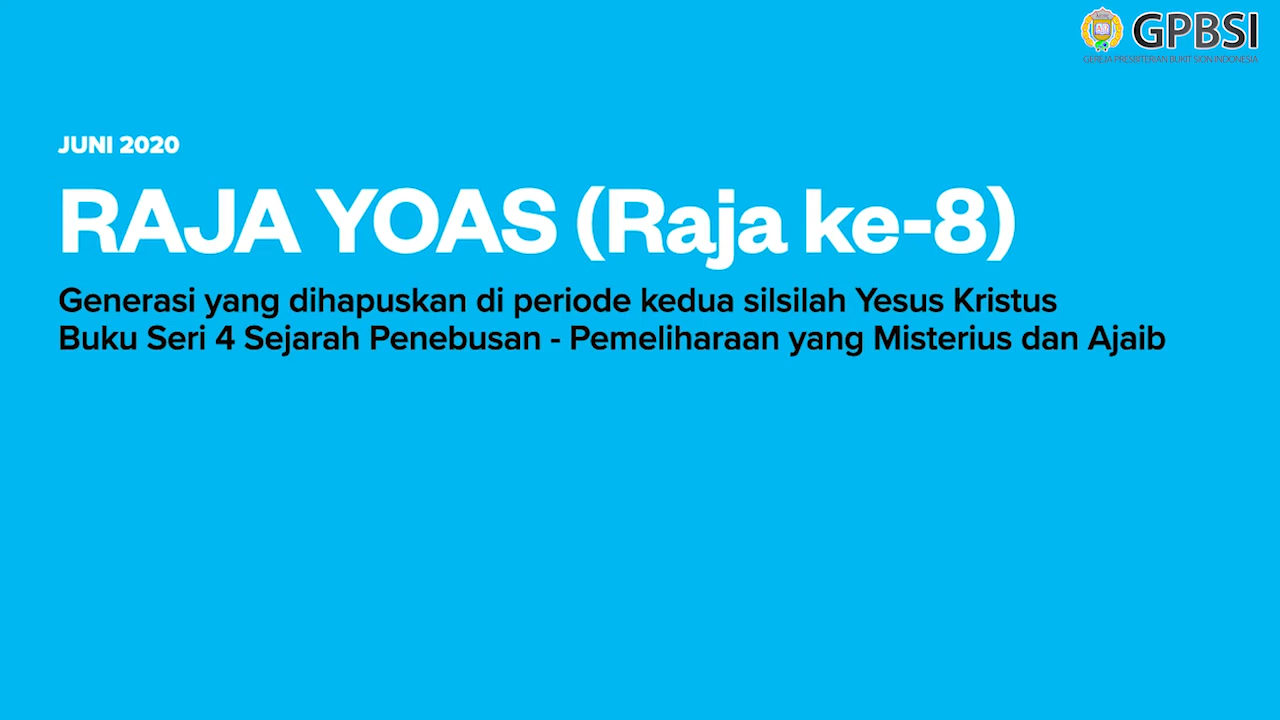 GPBSI
GEREJA PRESBITERIAN BUKIT SION INDONESIA
JUNI 2020
RAJA YOAS (Raja ke-8)
Generasi yang dihapuskan di periode kedua silsilah Yesus Kristus
Buku Seri 4 Sejarah Penebusan - Pemeliharaan yang Misterius dan Ajaib